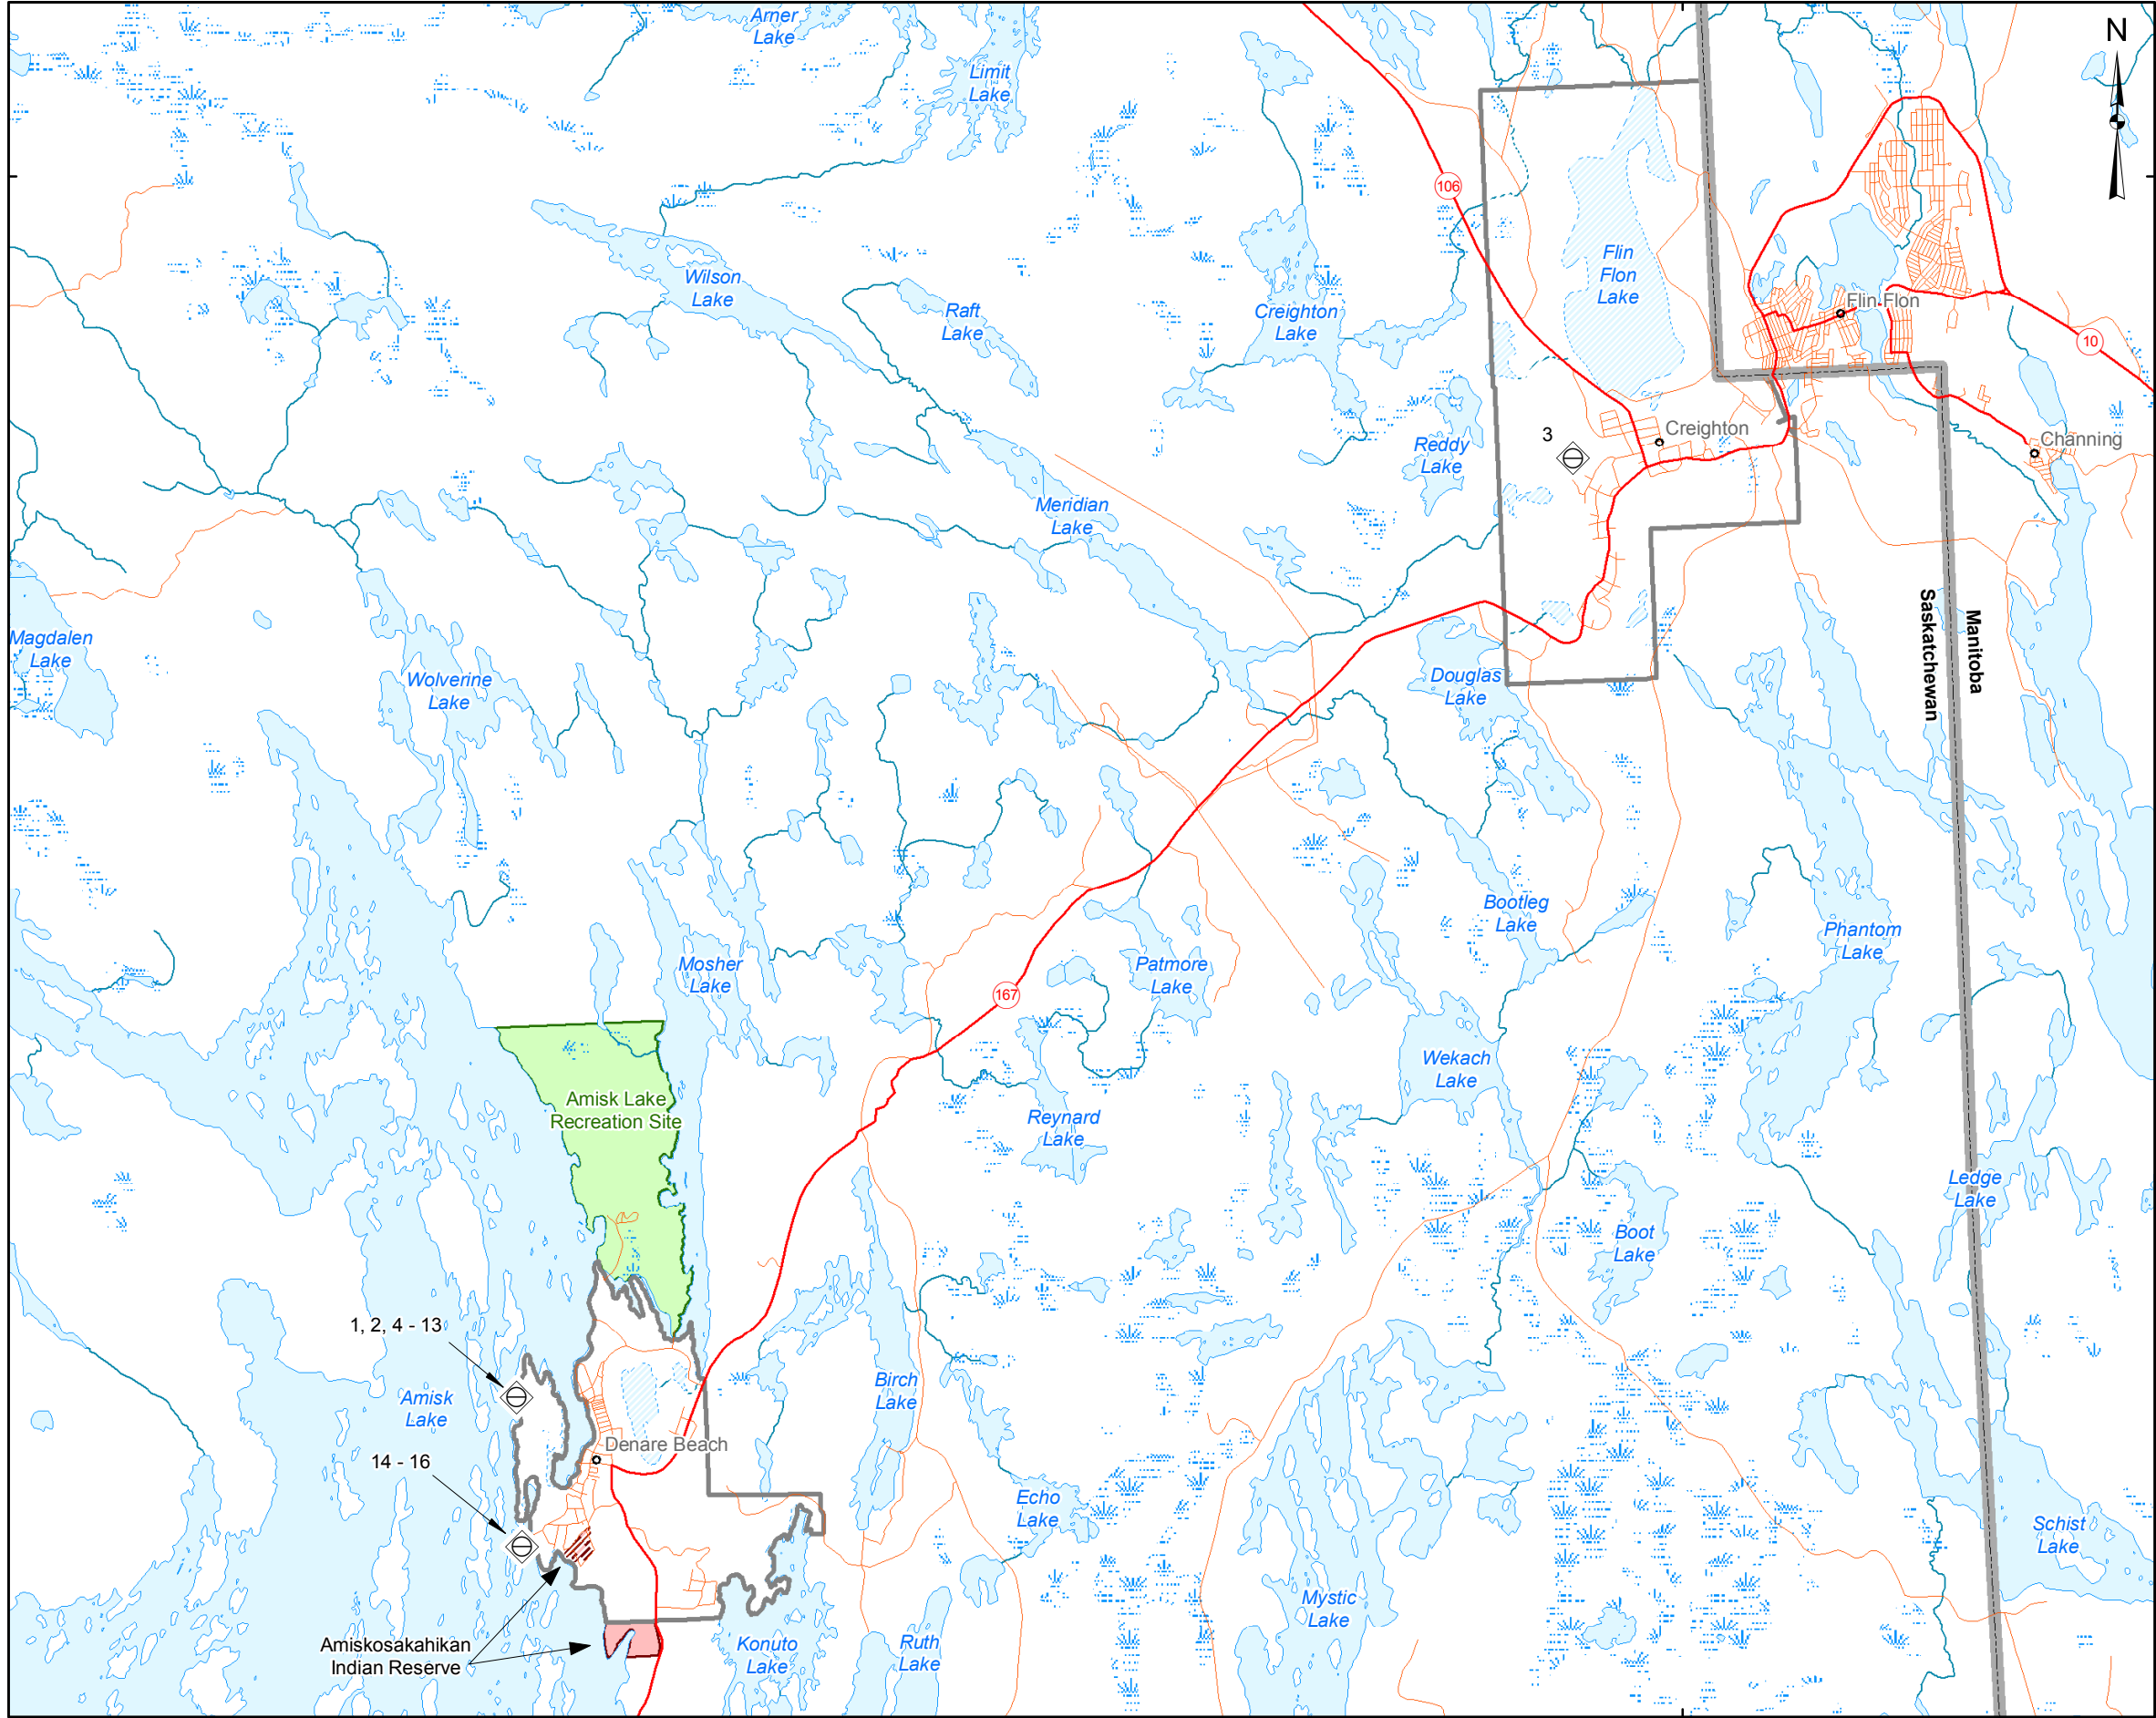 Arner
Lake
N
Limit
Lake
106
Wilson
Lake
Raft
Lake
Creighton
Lake
Flin
Flon
Lake
Flin Flon
10
3
Creighton
Channing
Reddy
Lake
Meridian
Lake
Magdalen
Lake
Wolverine
Lake
Douglas
Lake
Saskatchewan
Manitoba
Bootleg
Lake
Phantom
Lake
Mosher
Lake
Patmore
Lake
167
Wekach
Lake
Amisk Lake
Recreation Site
Reynard
Lake
Ledge
Lake
Boot
Lake
1, 2, 4 - 13
Amisk
Lake
Birch
Lake
Denare Beach
14 - 16
Echo
Lake
Schist
Lake
Mystic
Lake
Amiskosakahikan
Indian Reserve
Konuto
Lake
Ruth
Lake